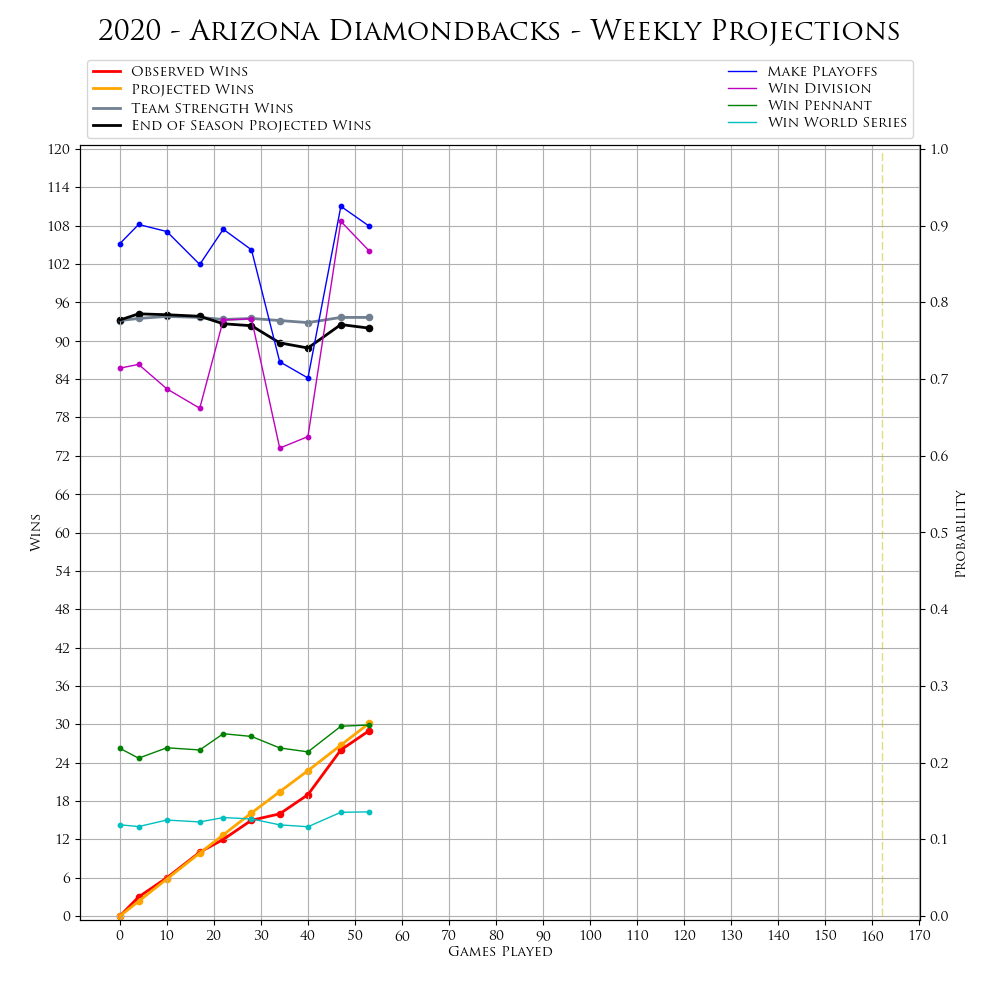 2020 - Arizona Diamondbacks - Weekly Projections
Observed Wins
Projected Wins
Team Strength Wins
End of Season Projected Wins
Make Playoffs
Win Division
Win Pennant
Win World Series
120
114
108
102
96
90
84
78
72
66
60
54
48
42
36
30
24
18
12
6
0
Wins
1.0
0.9
0.8
0.7
0.6
0.5
0.4
0.3
0.2
0.1
0.0
Probability
0 10 20 30 40 50 60 70 80 90 100 110 120 130 140 150 160 170
Games Played